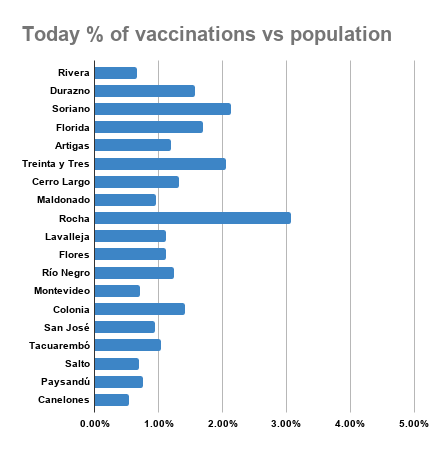 Today % of vaccinations vs population
Rivera
Durazno
Soriano
Florida
Artigas
Treinta y Tres
Cerro Largo
Maldonado
Rocha
Lavalleja
Flores
Río Negro
Montevideo
Colonia
San José
Tacuarembó
Salto
Paysandú
Canelones
0.00% 1.00% 2.00% 3.00% 4.00% 5.00%